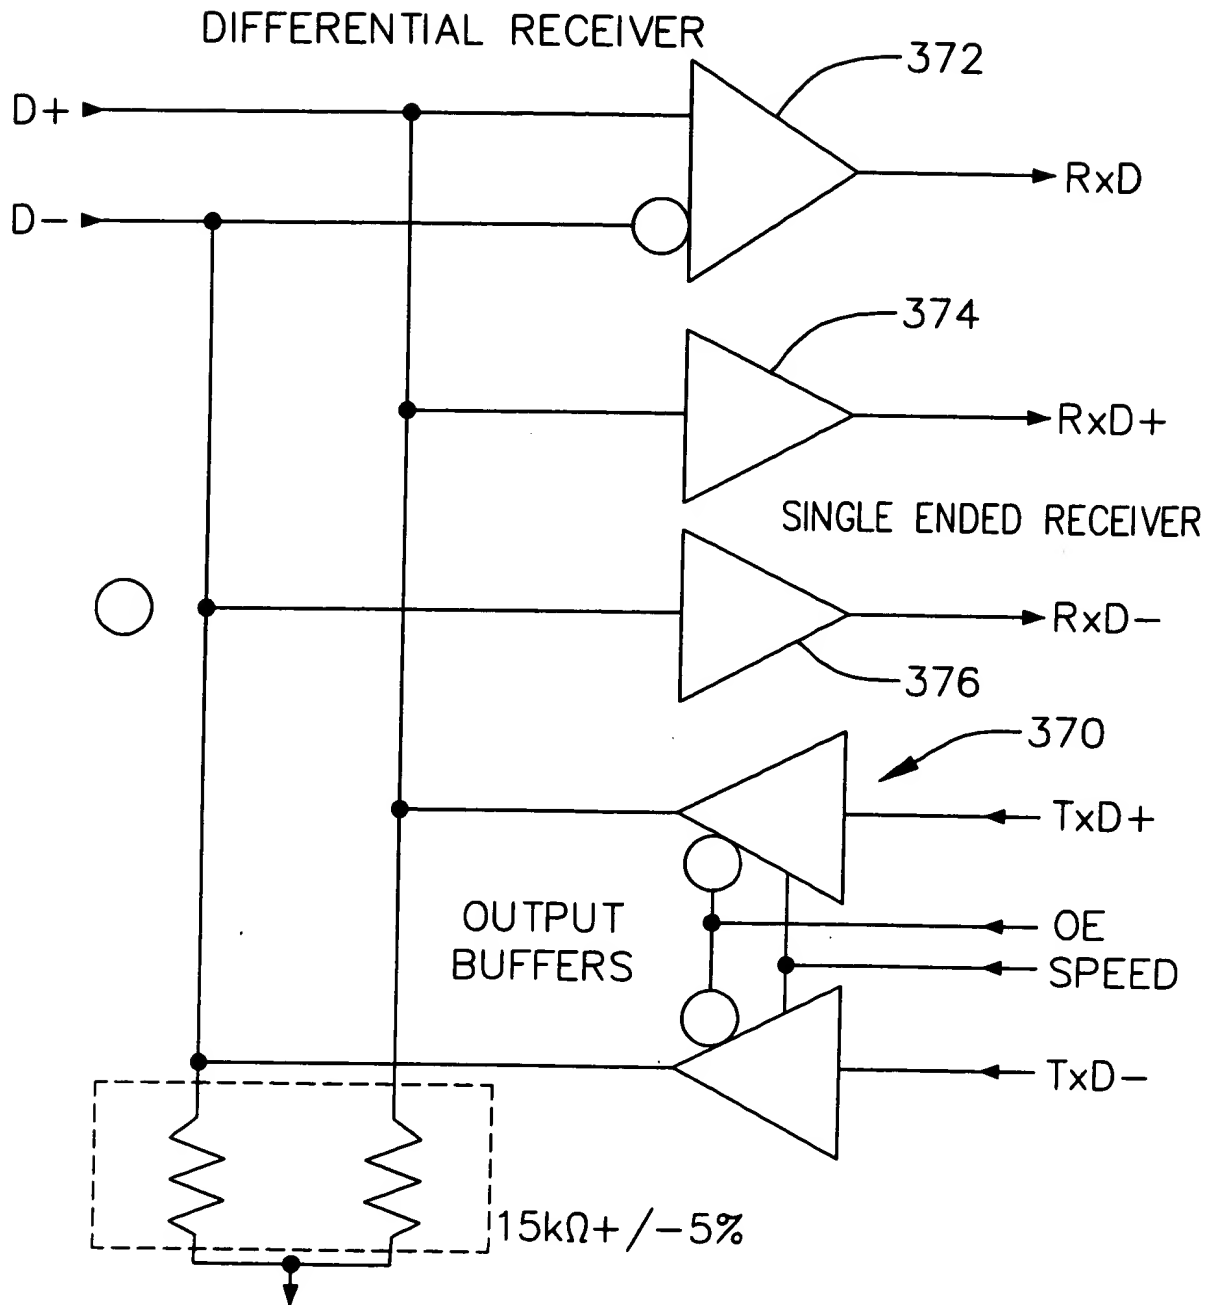 DIFFERENTIAL RECEIVER
372
D+
RxD
D-
374
RxD+
SINGLE ENDED RECEIVER
RxD-
376
370
TxD+
OUTPUT
BUFFERS
OE
SPEED
TxD-
15kΩ+/-5%